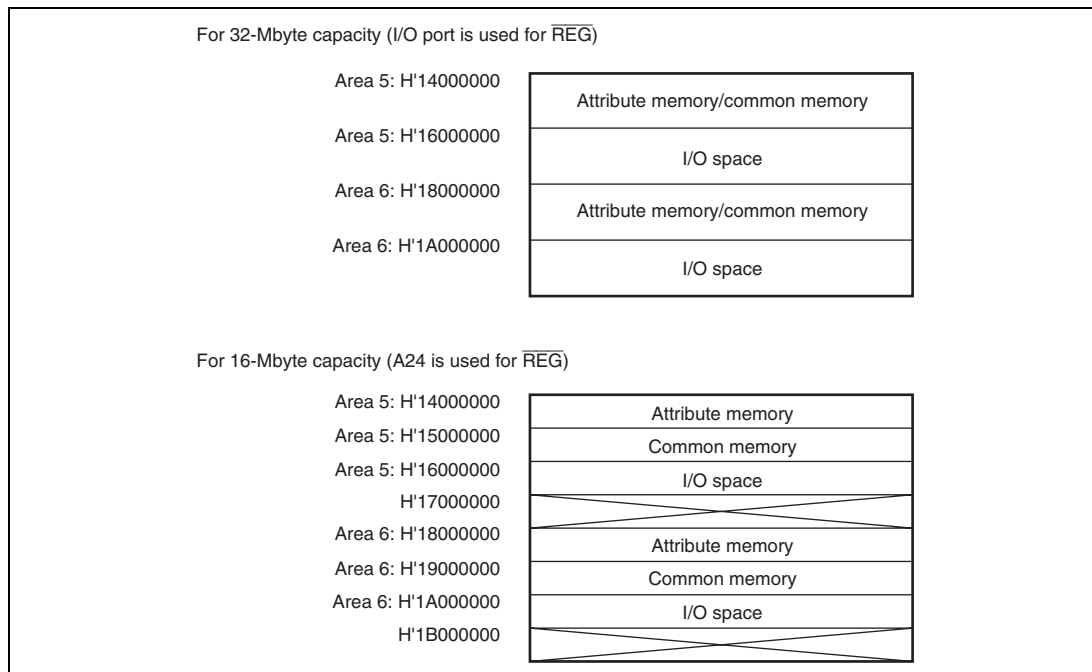 For 32-Mbyte capacity (I/O port is used for R̅E̅G̅)
Area 5: H'14000000
Attribute memory/common memory
Area 5: H'16000000
I/O space
Area 6: H'18000000
Attribute memory/common memory
Area 6: H'1A000000
I/O space
For 16-Mbyte capacity (A24 is used for R̅E̅G̅)
Area 5: H'14000000
Attribute memory
Area 5: H'15000000
Common memory
Area 5: H'16000000
I/O space
H'17000000
Area 6: H'18000000
Attribute memory
Area 6: H'19000000
Common memory
Area 6: H'1A000000
I/O space
H'1B000000